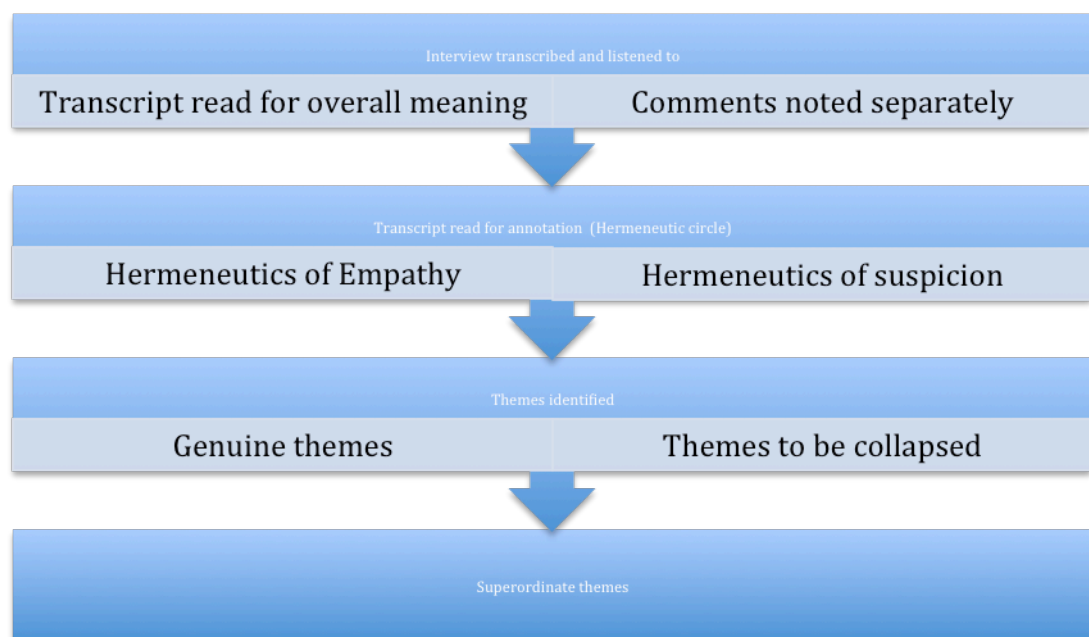 Interview transcribed and listened to
Transcript read for overall meaning
Comments noted separately
Transcript read for annotation (Hermeneutic circle)
Hermeneutics of Empathy
Hermeneutics of suspicion
Themes identified
Genuine themes
Themes to be collapsed
Superordinate themes